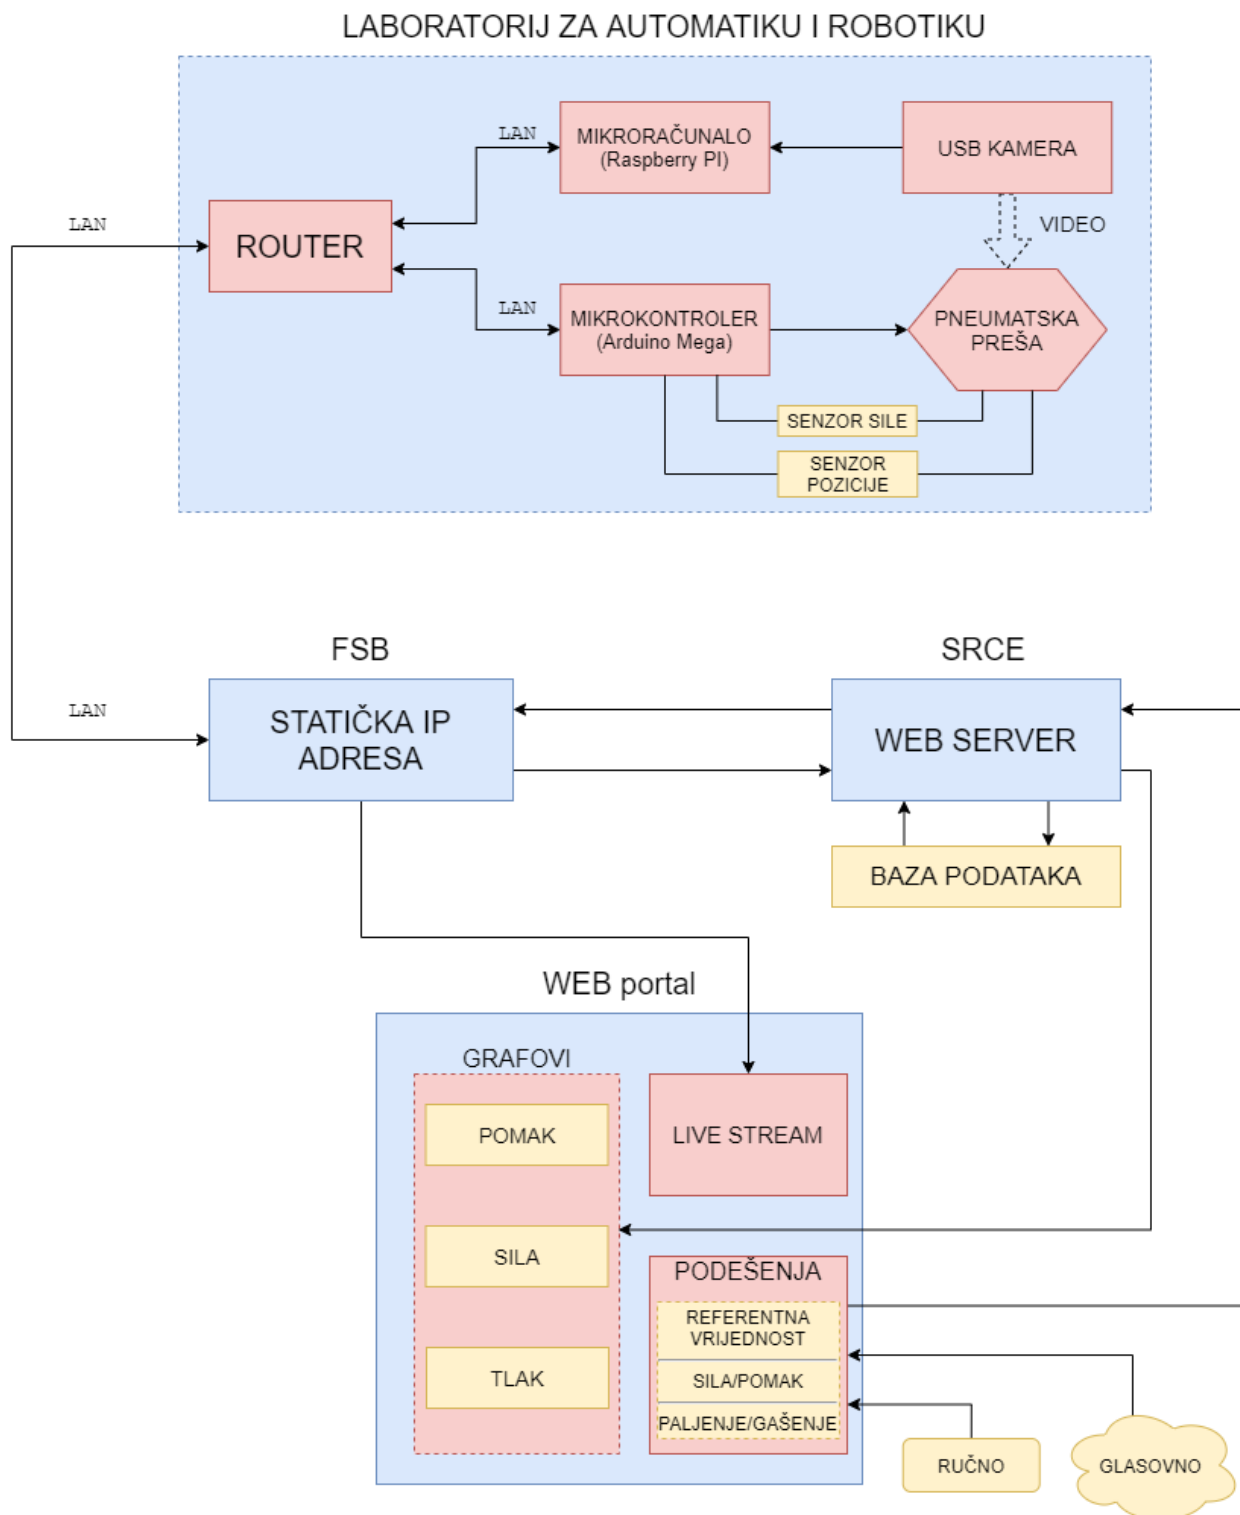 LABORATORIJ ZA AUTOMATIKU I ROBOTIKU
LAN
MIKRORAČUNALO
(Raspberry PI)
USB KAMERA
LAN
ROUTER
VIDEO
LAN
MIKROKONTROLER
(Arduino Mega)
PNEUMATSKA
PREŠA
SENZOR SILE
SENZOR
POZICIJE
FSB
SRCE
LAN
STATIČKA IP
ADRESA
WEB SERVER
BAZA PODATAKA
WEB portal
GRAFOVI
POMAK
LIVE STREAM
SILA
PODEŠENJA
REFERENTNA
VRIJEDNOST
SILA/POMAK
TLAK
PALJENJE/GAŠENJE
RUČNO
GLASOVNO